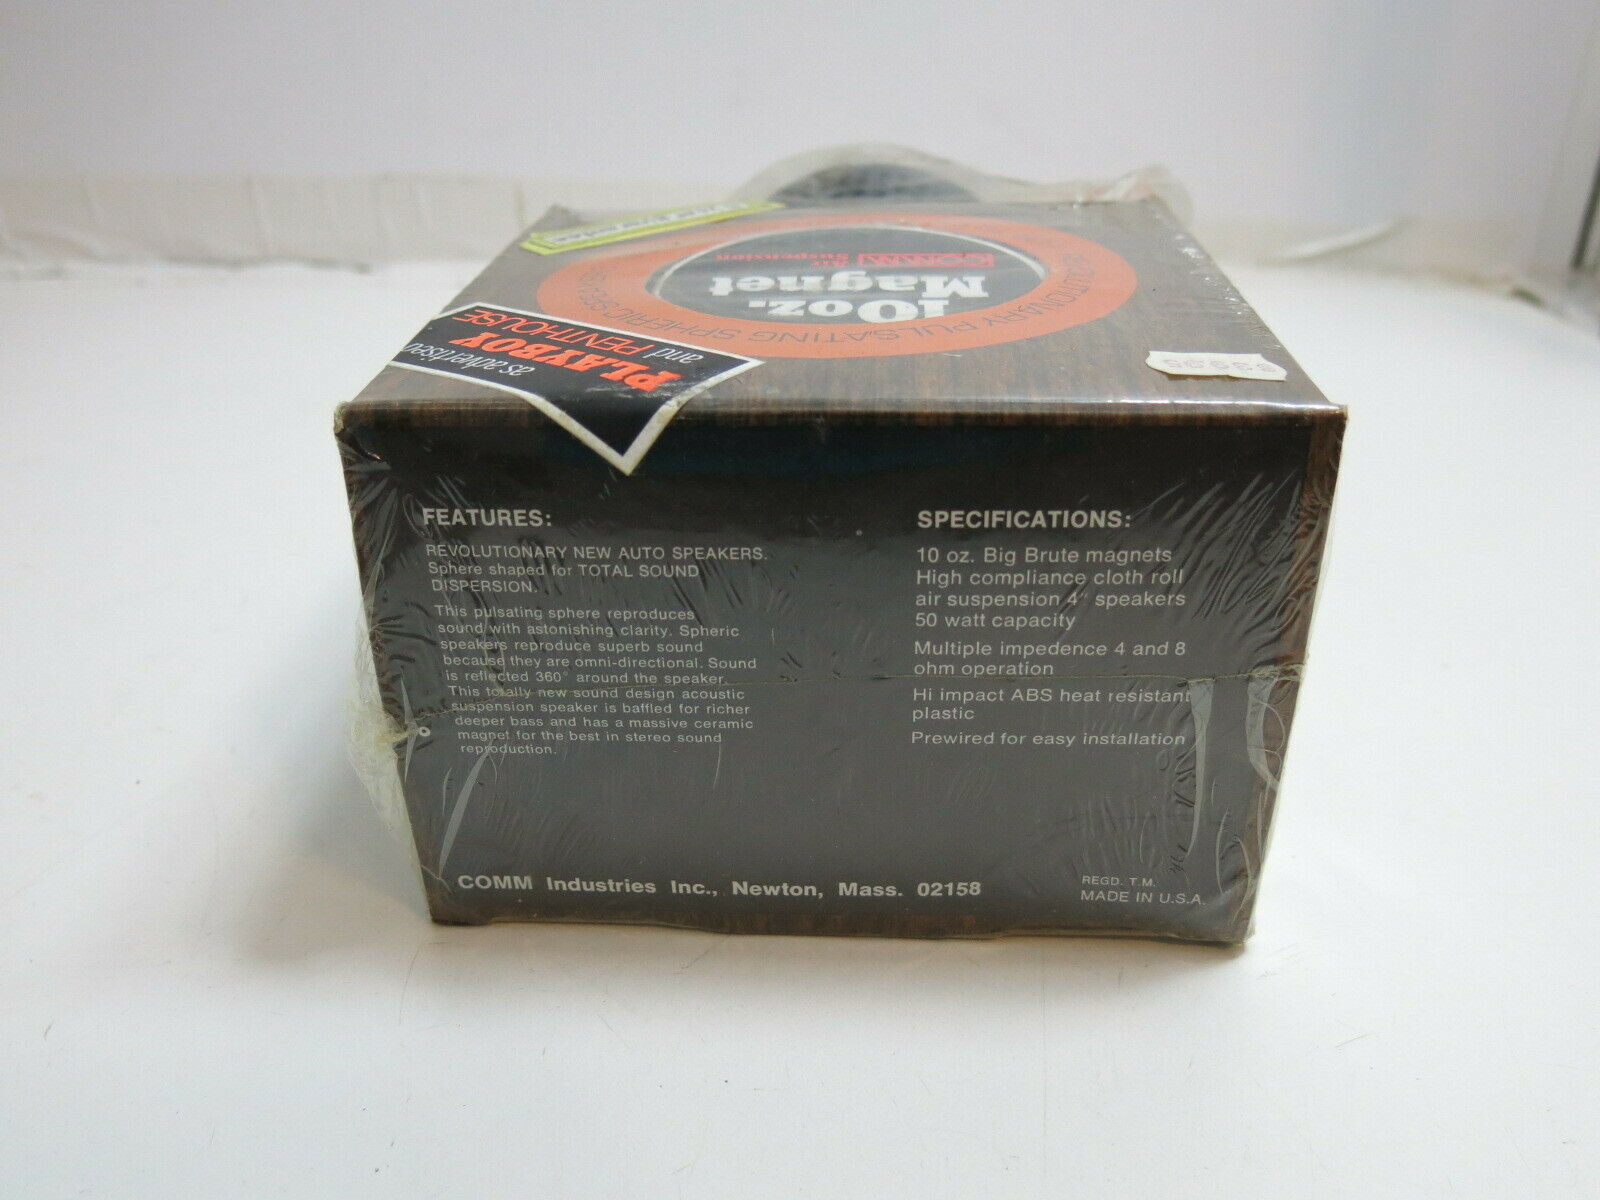 KOMM Air
Suspension
10oz.
Magnet
REVOLUTIONARY PULSATING SPHERIC
as advertised
PLAYBOY
and PENTHOUSE
FEATURES:
REVOLUTIONARY NEW AUTO SPEAKERS.
Sphere shaped for TOTAL SOUND
DISPERSION.
This pulsating sphere reproduces
sound with astonishing clarity. Spheric
speakers reproduce superb sound
because they are omni-directional. Sound
is reflected 360° around the speaker.
This totally new sound design acoustic
suspension speaker is baffled for richer
deeper bass and has a massive ceramic
magnet for the best in stereo sound
reproduction.
SPECIFICATIONS:
10 oz. Big Brute magnets
High compliance cloth roll
air suspension 4" speakers
50 watt capacity
Multiple impedence 4 and 8
ohm operation
Hi impact ABS heat resistant
plastic
Prewired for easy installation
COMM Industries Inc., Newton, Mass. 02158
REGD. T.M.
MADE IN U.S.A.